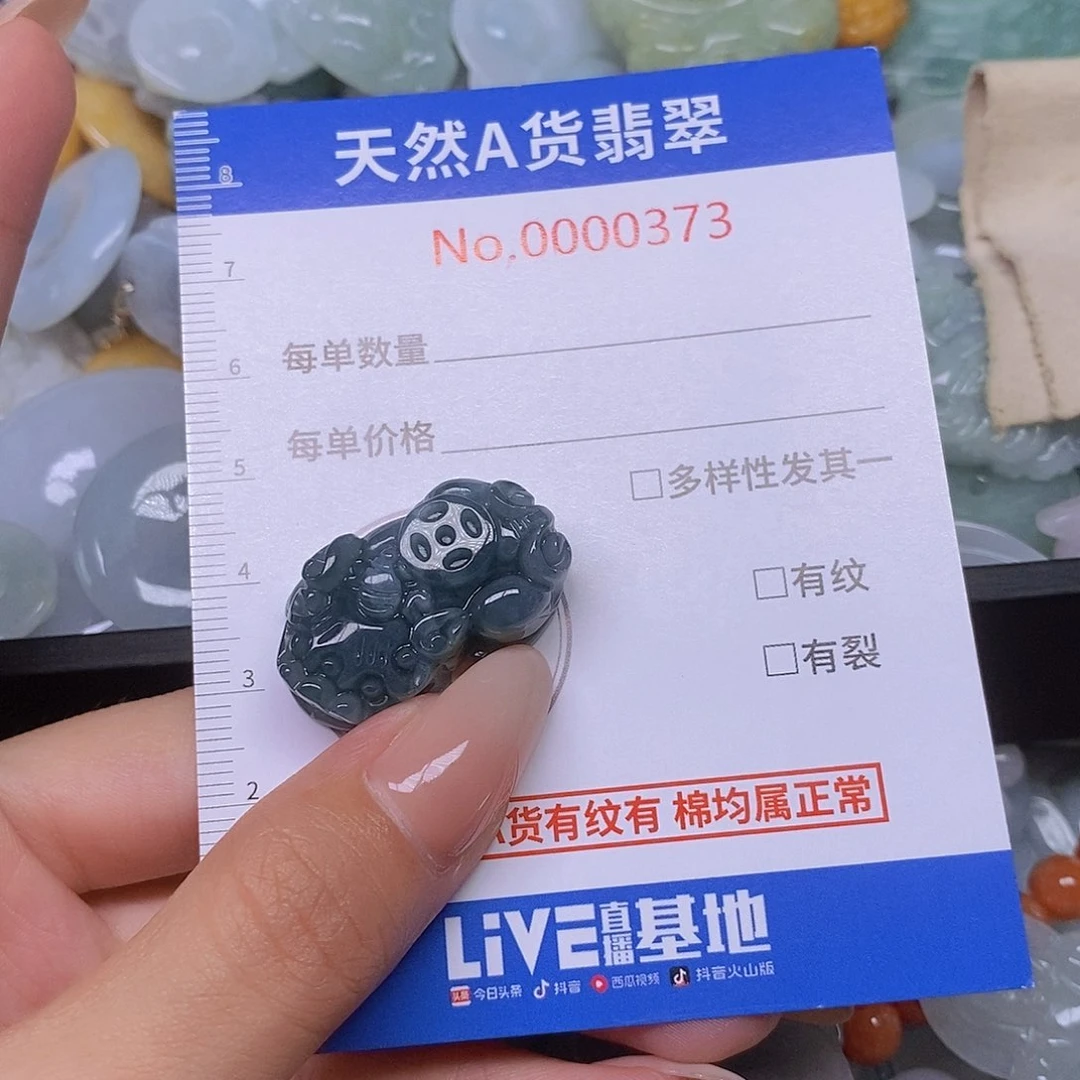 天然A货翡翠
No.0000373
8
7
每单数量
6
每单价格
5
□多样性发其一
4
□有纹
3
□有裂
2
货有纹有 棉均属正常
LiVE直播基地
头条 今日头条 抖音 西瓜视频 抖音火山版